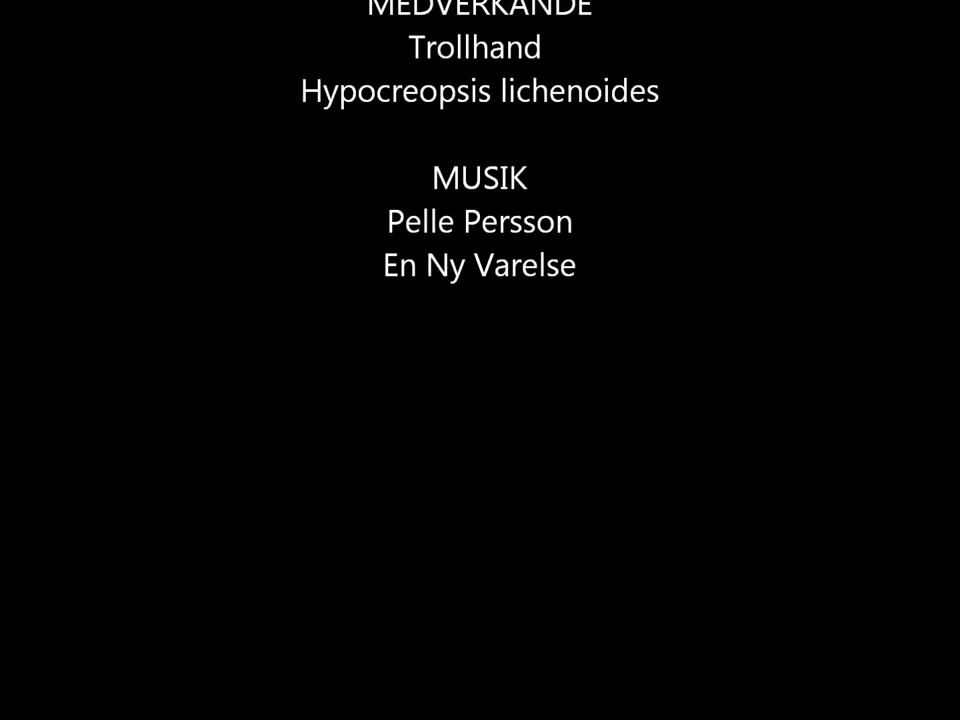 MEDVERKANDE
Trollhand
Hypocreopsis lichenoides
MUSIK
Pelle Persson
En Ny Varelse